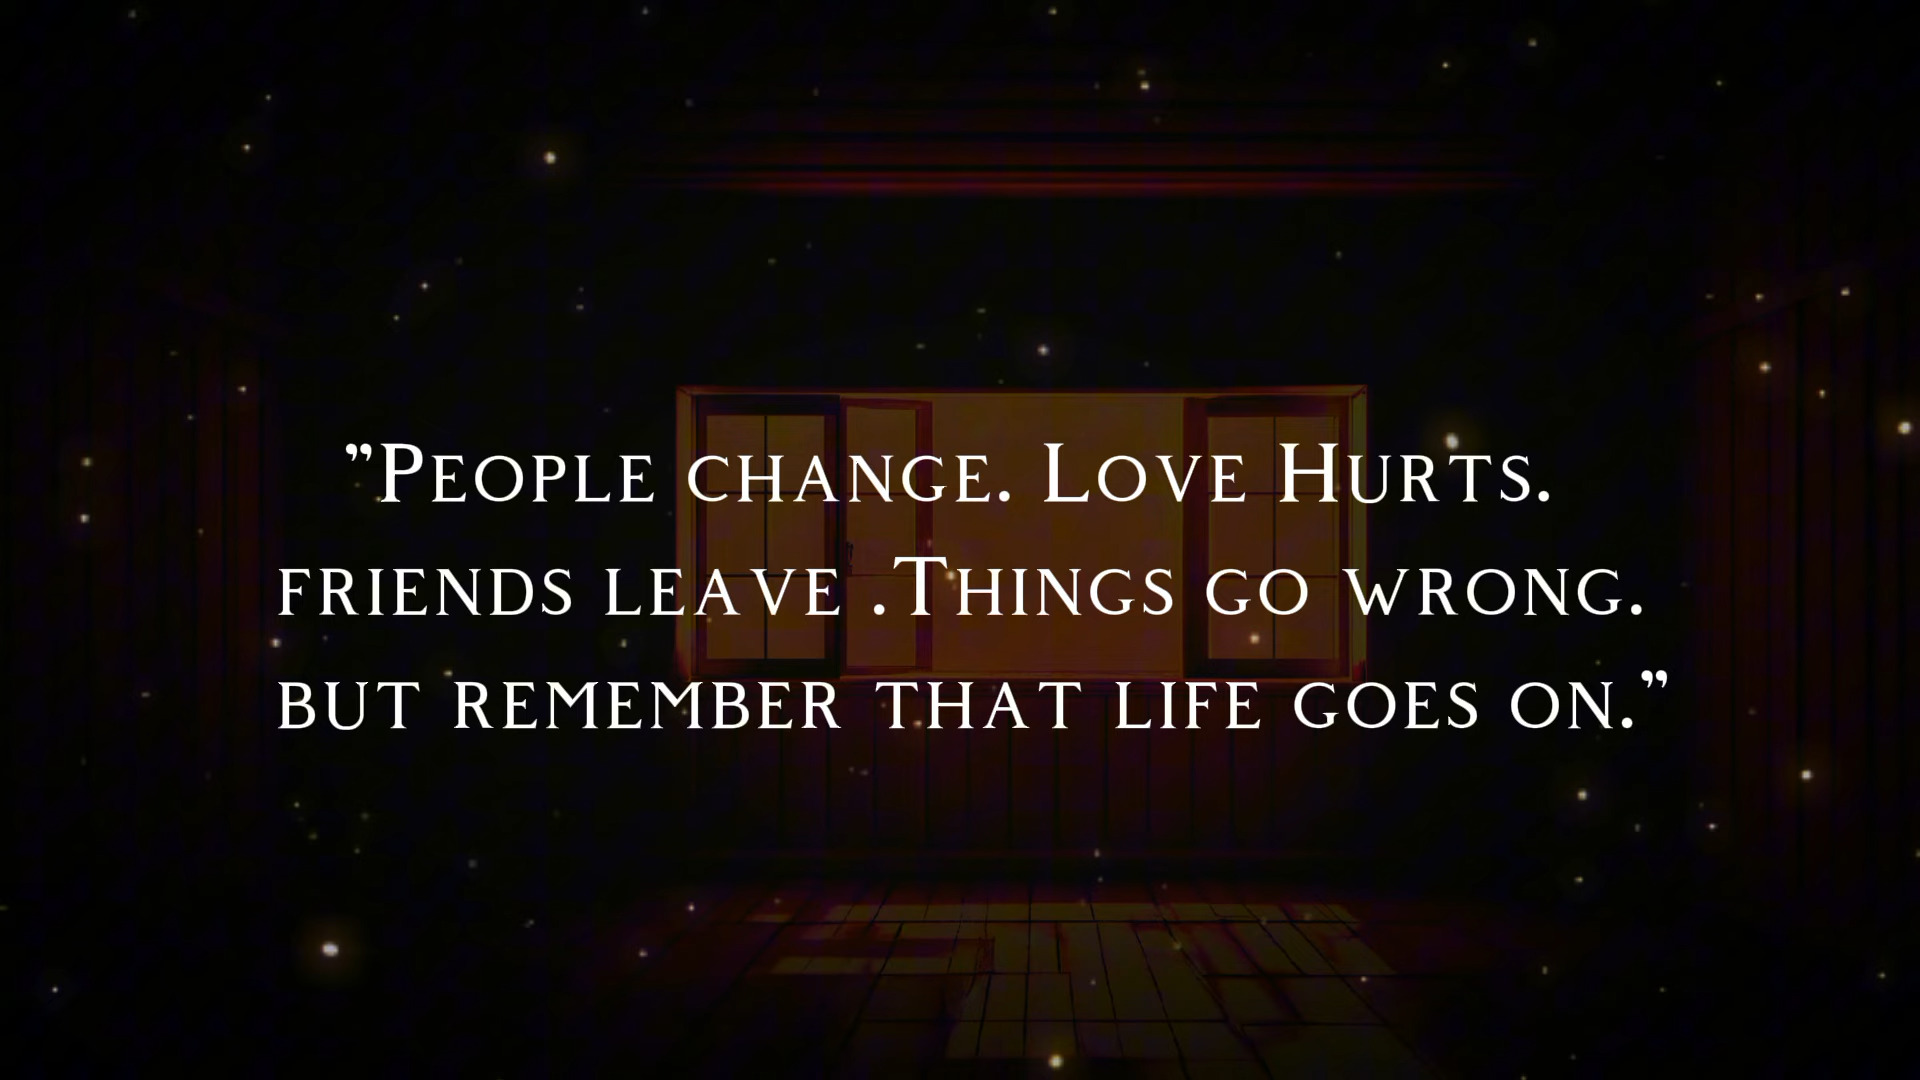 ”People change. Love Hurts.
friends leave .Things go wrong.
but remember that life goes on.”